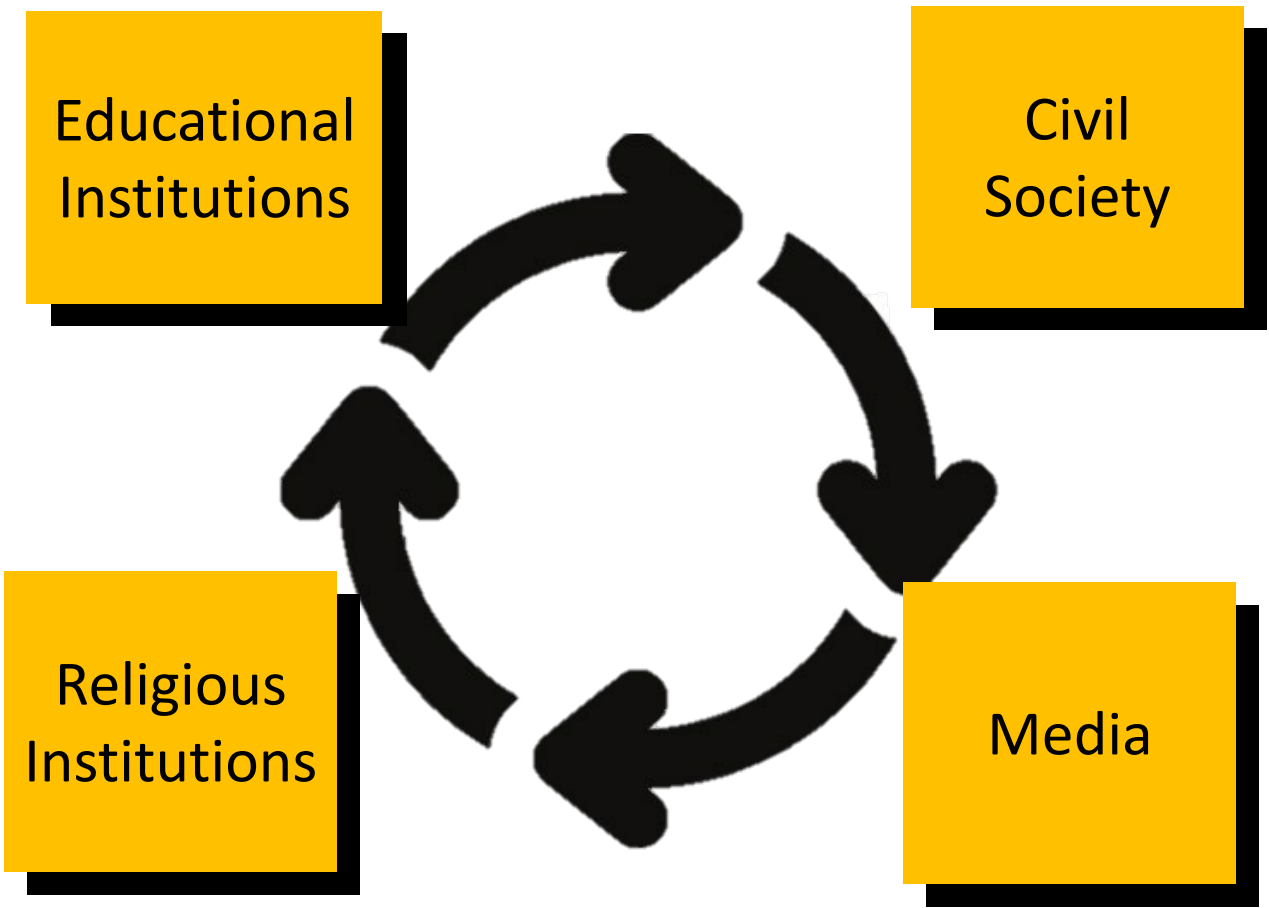 Educational
Institutions
Civil
Society
Religious
Institutions
Media